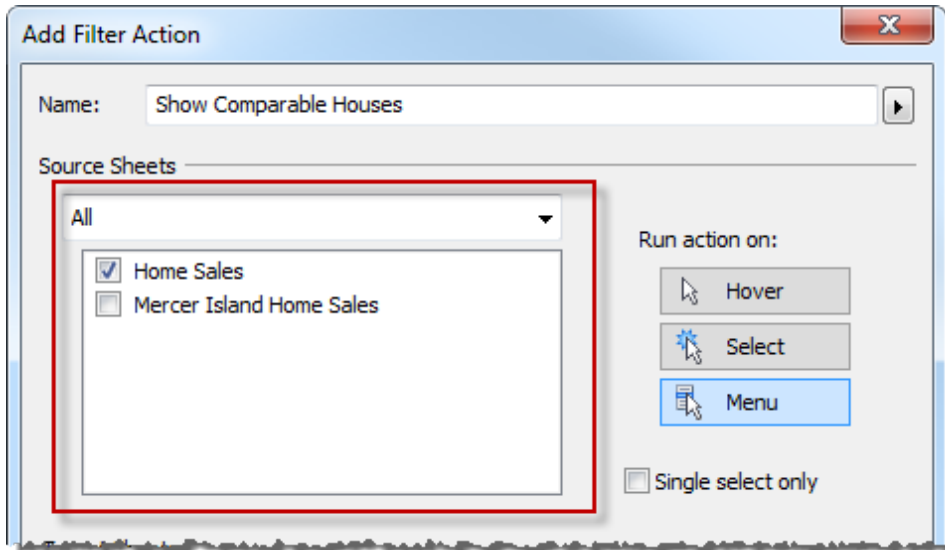 Add Filter Action
Name: Show Comparable Houses
Source Sheets
All
Home Sales
Mercer Island Home Sales
Run action on:
Hover
Select
Menu
Single select only